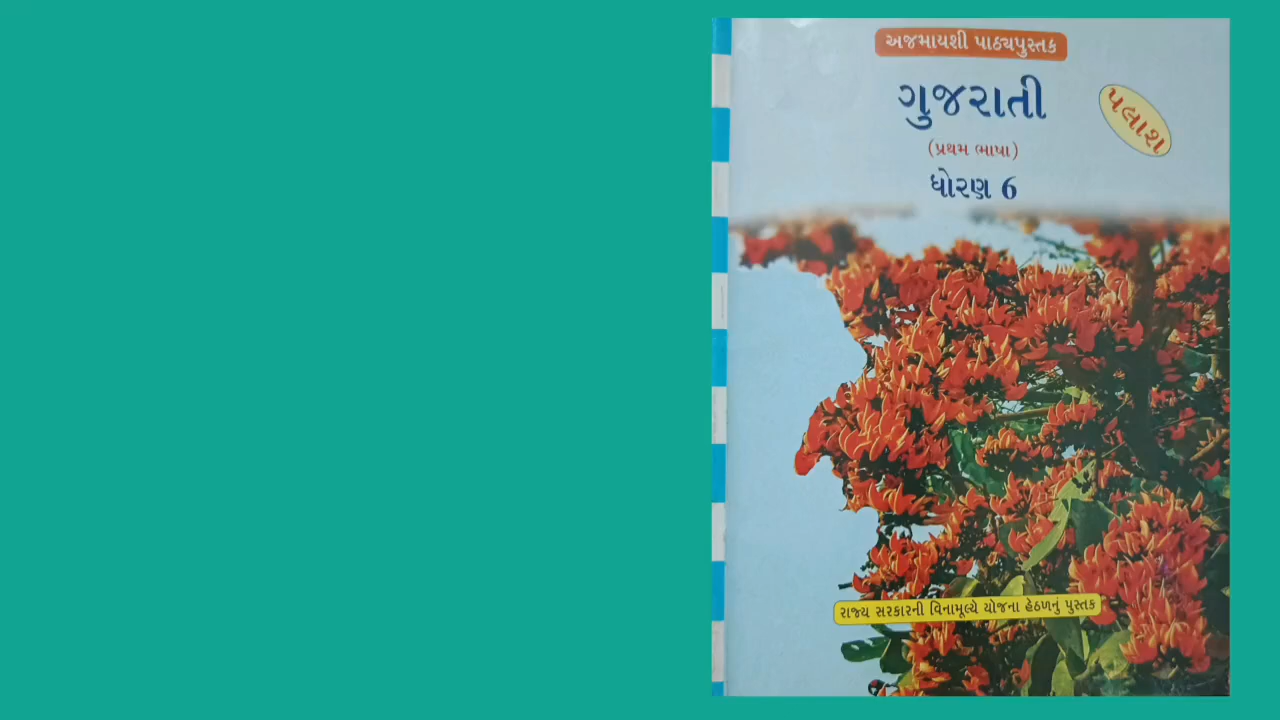 અજમાયશી પાઠ્યપુસ્તક
ગુજરાતી
પલાશ
(પ્રથમ ભાષા)
ધોરણ 6
રાજ્ય સરકારની વિનામૂલ્યે યોજના હેઠળનું પુસ્તક